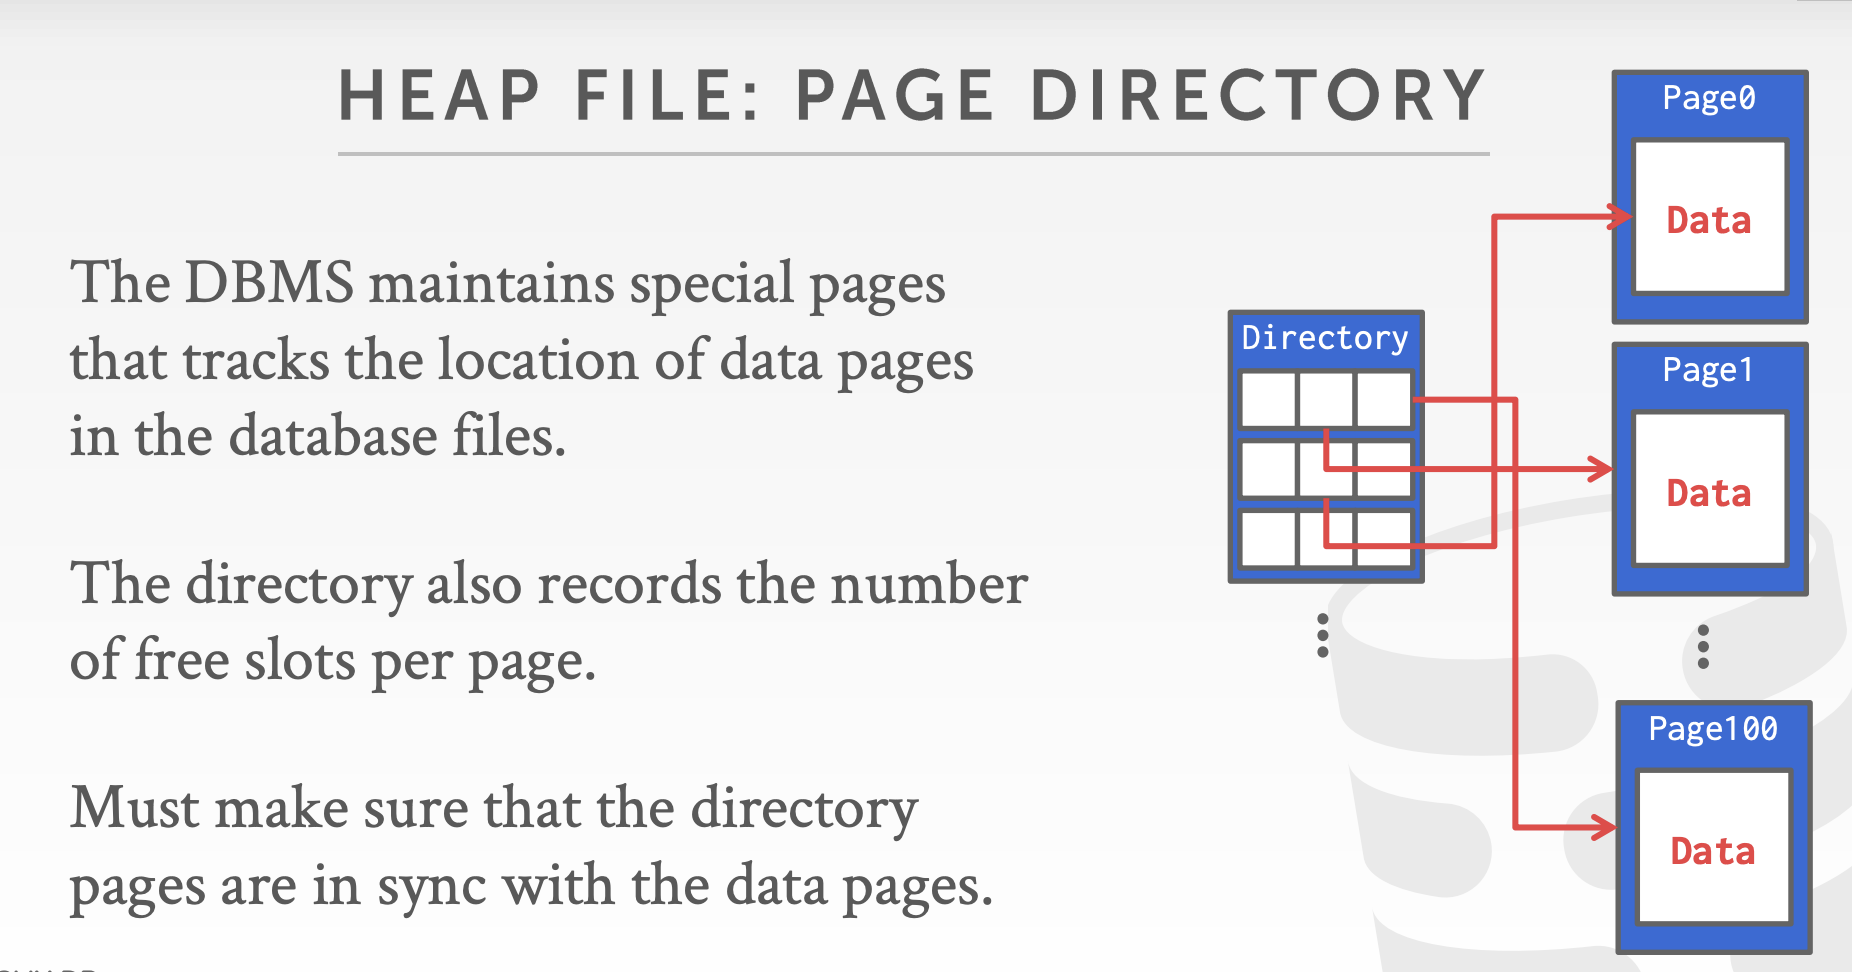 HEAP FILE: PAGE DIRECTORY
The DBMS maintains special pages
that tracks the location of data pages
in the database files.
The directory also records the number
of free slots per page.
Must make sure that the directory
pages are in sync with the data pages.
Directory
Page0
Data
Page1
Data
Page100
Data